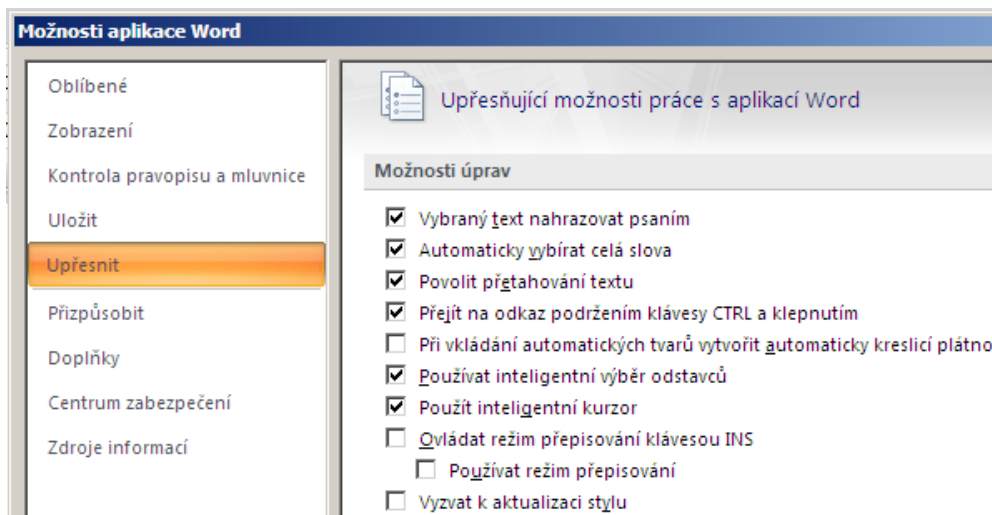 Možnosti aplikace Word
Oblíbené
Zobrazení
Kontrola pravopisu a mluvnice
Uložit
Upřesnit
Přizpůsobit
Doplňky
Centrum zabezpečení
Zdroje informací
Upřesňující možnosti práce s aplikací Word
Možnosti úprav
Vybraný text nahrazovat psaním
Automaticky vybírat celá slova
Povolit přetahování textu
Přejít na odkaz podržením klávesy CTRL a klepnutím
Při vkládání automatických tvarů vytvořit automaticky kreslicí plátno
Používat inteligentní výběr odstavců
Použít inteligentní kurzor
Ovládat režim přepisování klávesou INS
Používat režim přepisování
Vyzvat k aktualizaci stylu